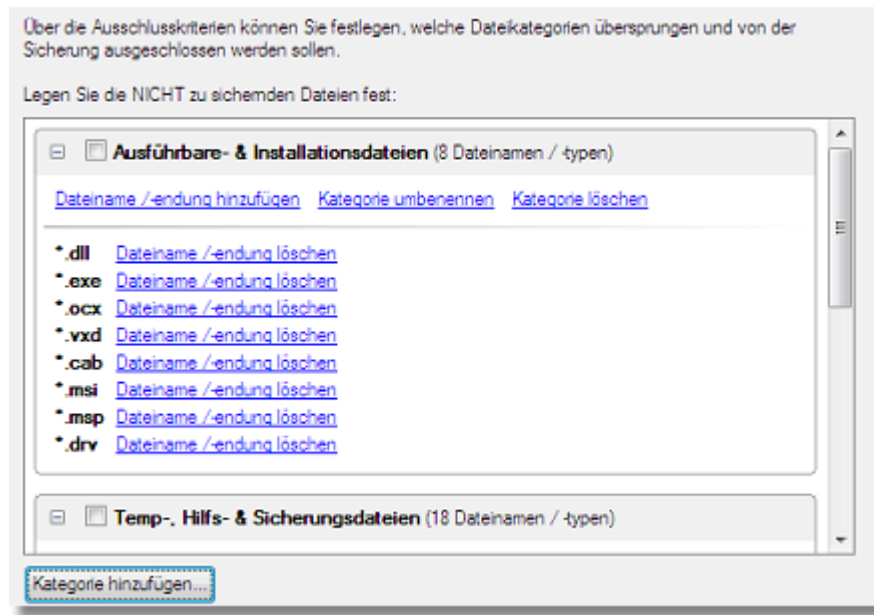 Über die Ausschlusskriterien können Sie festlegen, welche Dateikategorien übersprungen und von der
Sicherung ausgeschlossen werden sollen.
Legen Sie die NICHT zu sichernden Dateien fest:
Ausführbare- & Installationsdateien (8 Dateinamen / -typen)
Dateiname /-endung hinzufügen Kategorie umbenennen Kategorie löschen
*.dll Dateiname /-endung löschen
*.exe Dateiname /-endung löschen
*.ocx Dateiname /-endung löschen
*.vxd Dateiname /-endung löschen
*.cab Dateiname /-endung löschen
*.msi Dateiname /-endung löschen
*.msp Dateiname /-endung löschen
*.drv Dateiname /-endung löschen
Temp-, Hilfs- & Sicherungsdateien (18 Dateinamen / -typen)
Kategorie hinzufügen...